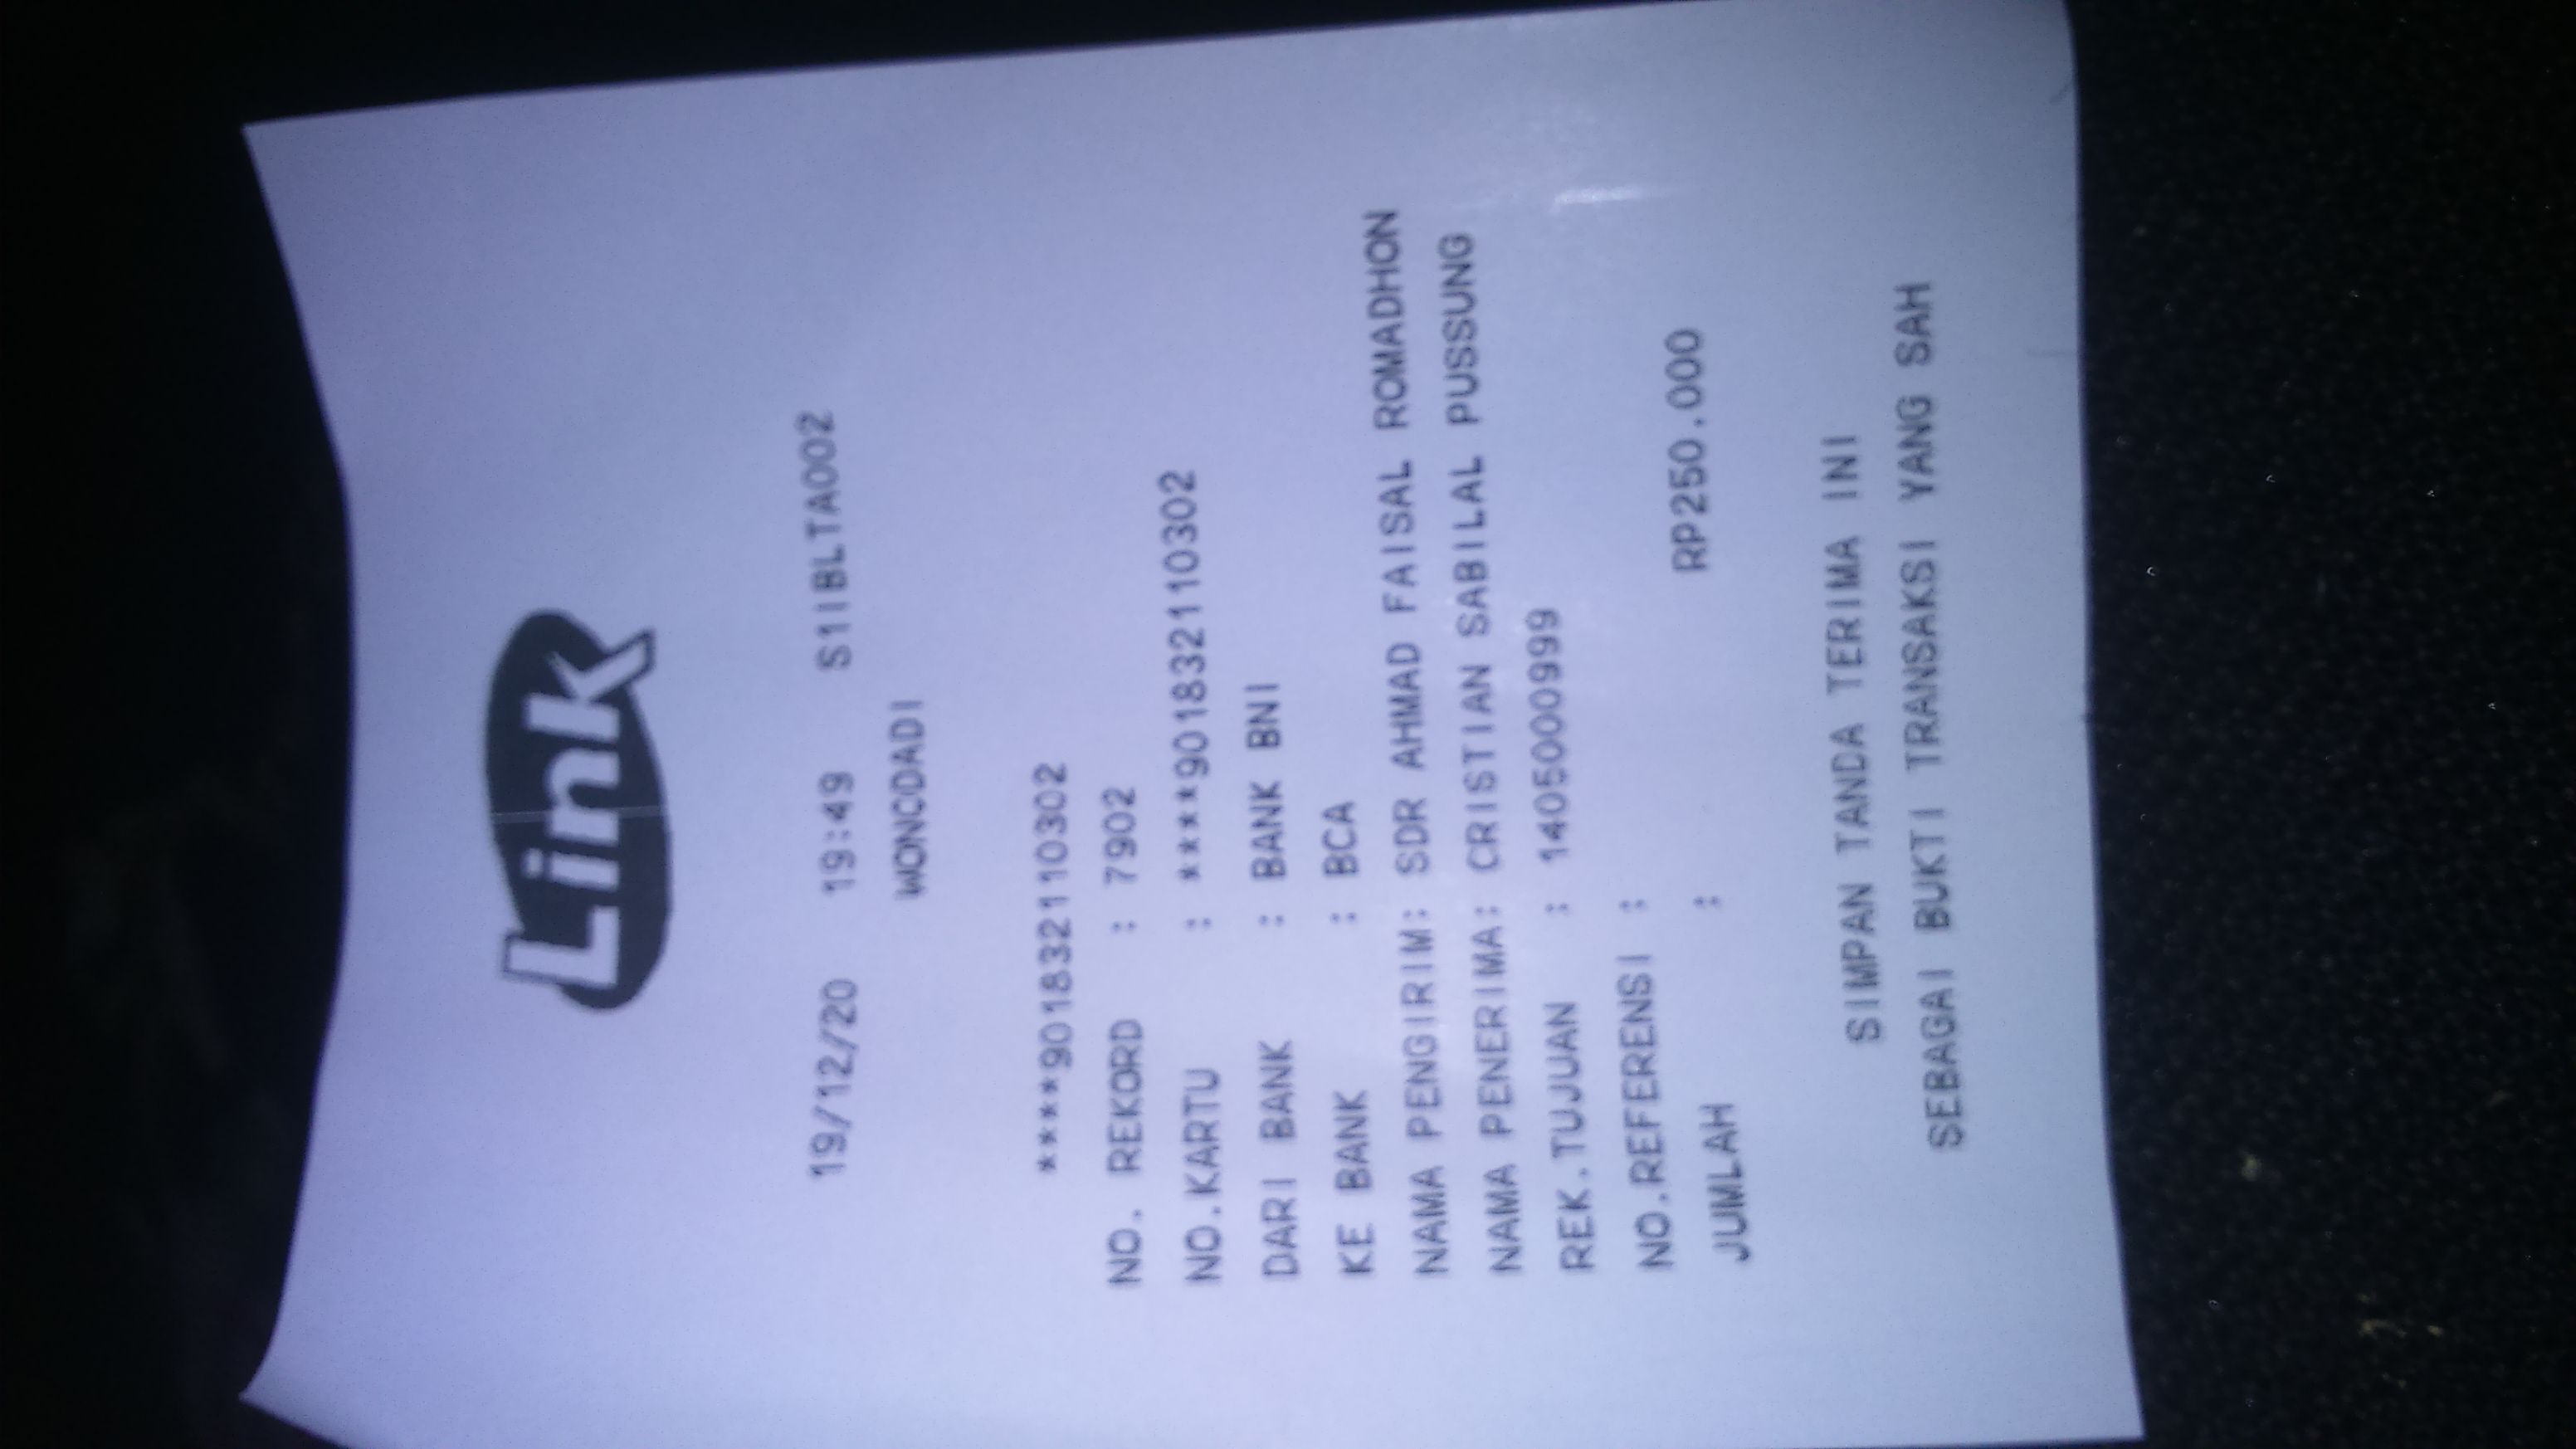 Link
19/12/20 19:49 S1IBLTA002
WONODADI
****901832110302
NO. REKORD : 7902
NO.KARTU : ****901832110302
DARI BANK : BANK BNI
KE BANK : BCA
NAMA PENGIRIM: SDR AHMAD FAISAL ROMADHON
NAMA PENERIMA: CRISTIAN SABILAL PUSSUNG
REK.TUJUAN : 1405000999
NO.REFERENSI :
JUMLAH : RP250.000
SIMPAN TANDA TERIMA INI
SEBAGAI BUKTI TRANSAKSI YANG SAH